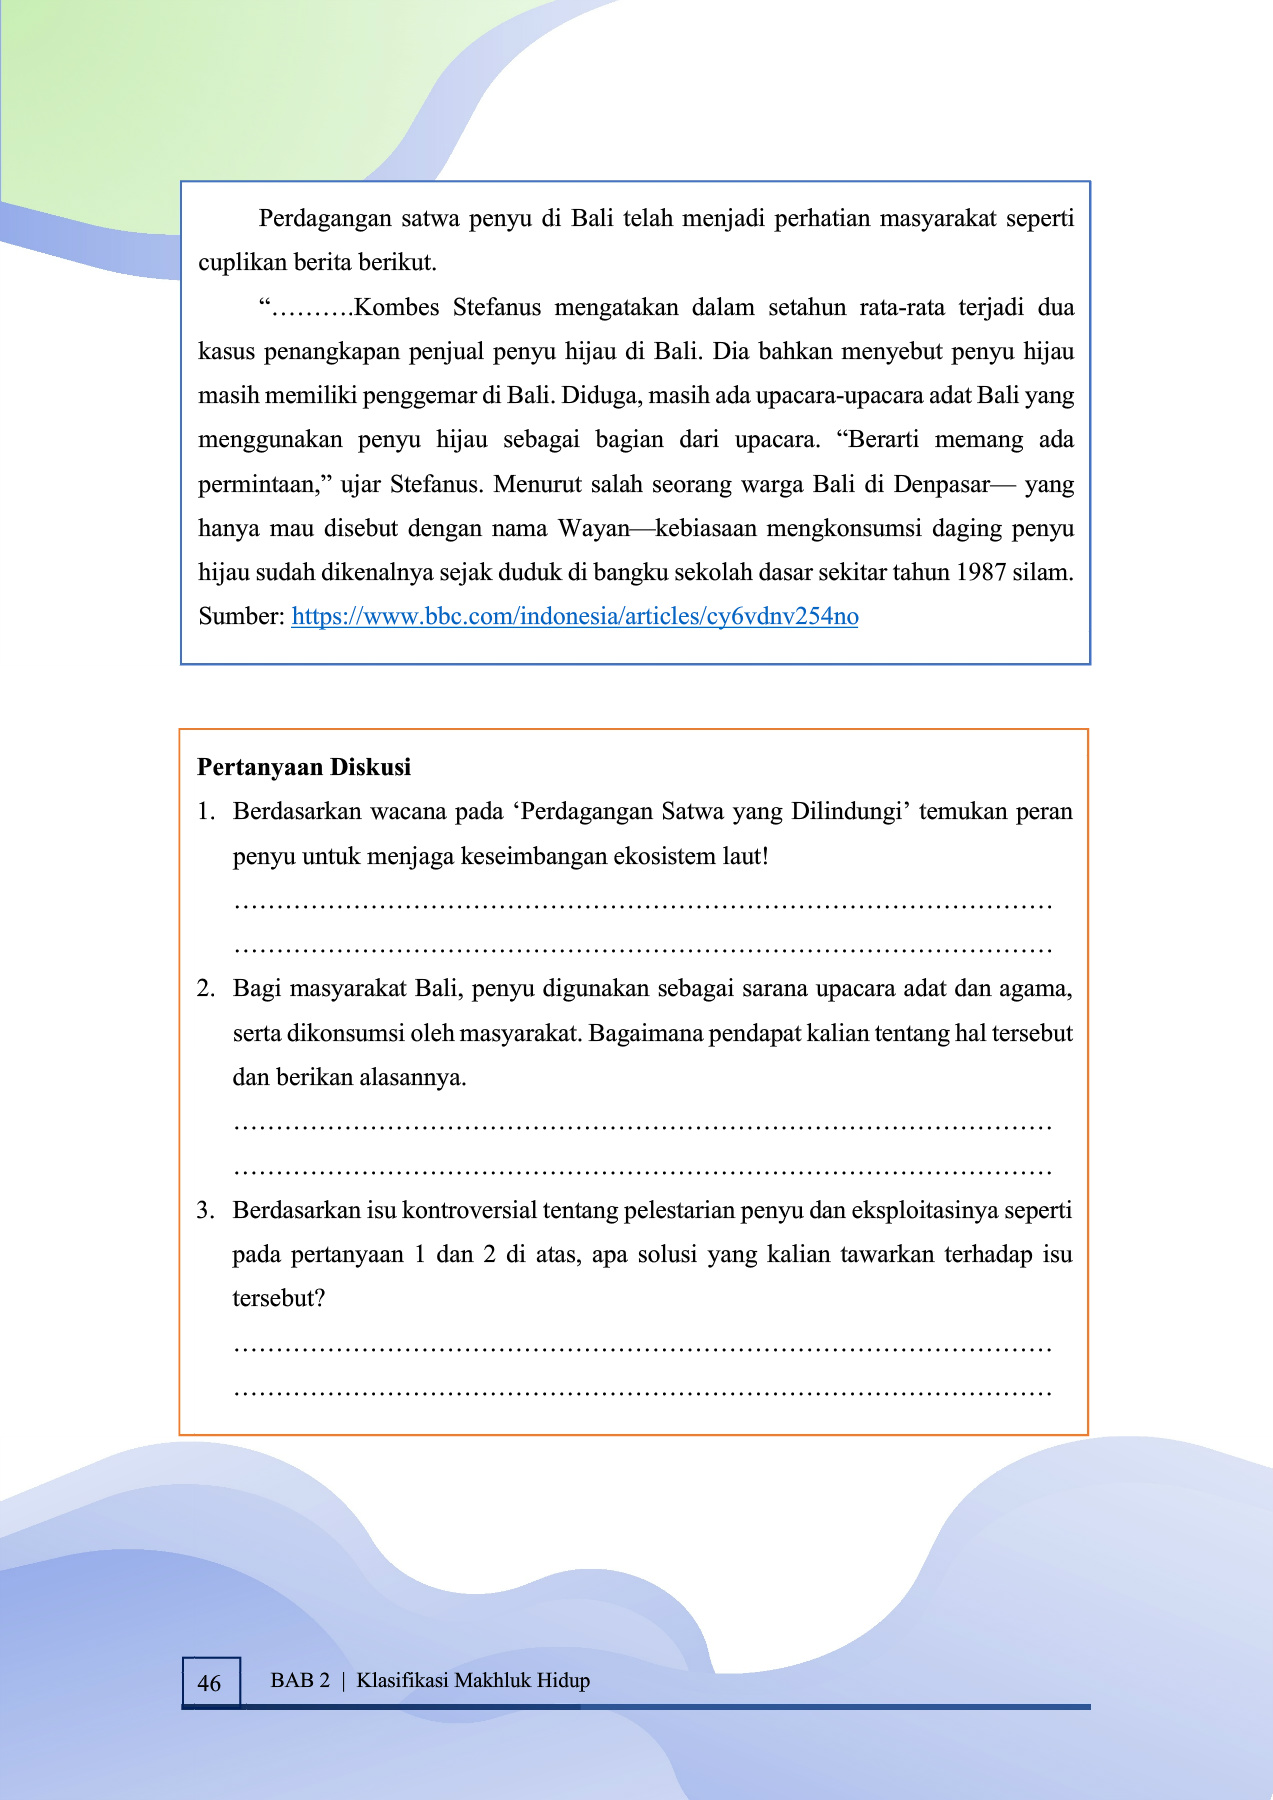 Perdagangan satwa penyu di Bali telah menjadi perhatian masyarakat seperti
cuplikan berita berikut.
“……….Kombes Stefanus mengatakan dalam setahun rata-rata terjadi dua
kasus penangkapan penjual penyu hijau di Bali. Dia bahkan menyebut penyu hijau
masih memiliki penggemar di Bali. Diduga, masih ada upacara-upacara adat Bali yang
menggunakan penyu hijau sebagai bagian dari upacara. “Berarti memang ada
permintaan,” ujar Stefanus. Menurut salah seorang warga Bali di Denpasar— yang
hanya mau disebut dengan nama Wayan—kebiasaan mengkonsumsi daging penyu
hijau sudah dikenalnya sejak duduk di bangku sekolah dasar sekitar tahun 1987 silam.
Sumber: https://www.bbc.com/indonesia/articles/cy6vdnv254no
Pertanyaan Diskusi
1. Berdasarkan wacana pada ‘Perdagangan Satwa yang Dilindungi’ temukan peran
penyu untuk menjaga keseimbangan ekosistem laut!
……………………………………………………………………………………
……………………………………………………………………………………
2. Bagi masyarakat Bali, penyu digunakan sebagai sarana upacara adat dan agama,
serta dikonsumsi oleh masyarakat. Bagaimana pendapat kalian tentang hal tersebut
dan berikan alasannya.
……………………………………………………………………………………
……………………………………………………………………………………
3. Berdasarkan isu kontroversial tentang pelestarian penyu dan eksploitasinya seperti
pada pertanyaan 1 dan 2 di atas, apa solusi yang kalian tawarkan terhadap isu
tersebut?
……………………………………………………………………………………
……………………………………………………………………………………
46 BAB 2 | Klasifikasi Makhluk Hidup